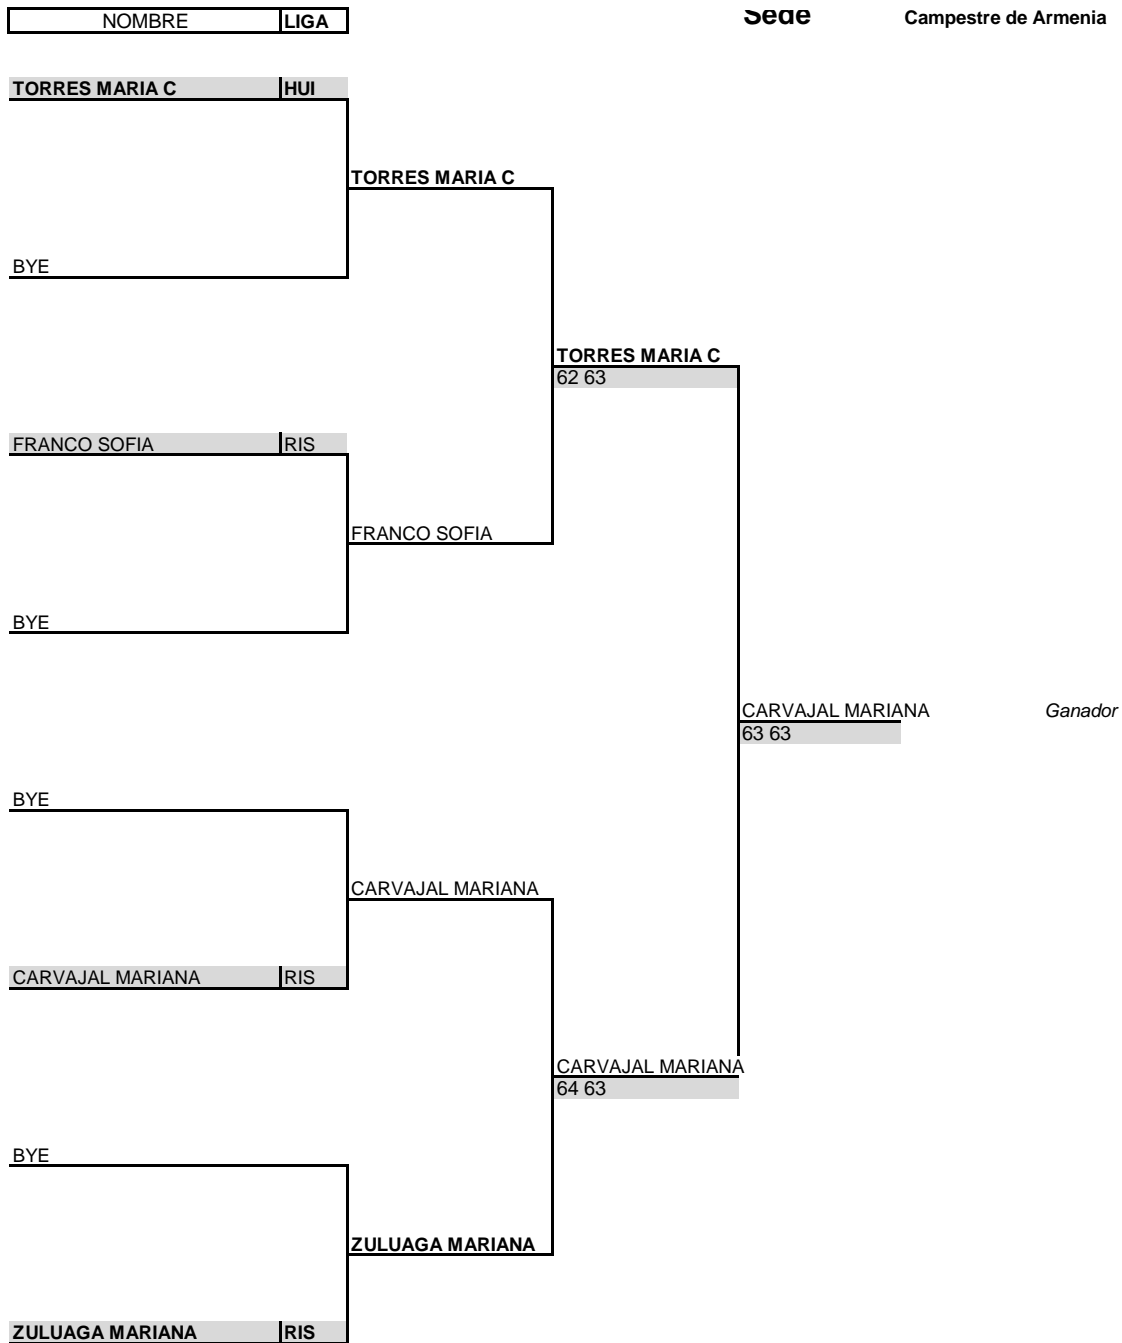 NOMBRE LIGA Sede Campestre de Armenia
TORRES MARIA C HUI
TORRES MARIA C
BYE
TORRES MARIA C
62 63
FRANCO SOFIA RIS
FRANCO SOFIA
BYE
CARVAJAL MARIANA Ganador
63 63
BYE
CARVAJAL MARIANA
CARVAJAL MARIANA RIS
CARVAJAL MARIANA
64 63
BYE
ZULUAGA MARIANA
ZULUAGA MARIANA RIS